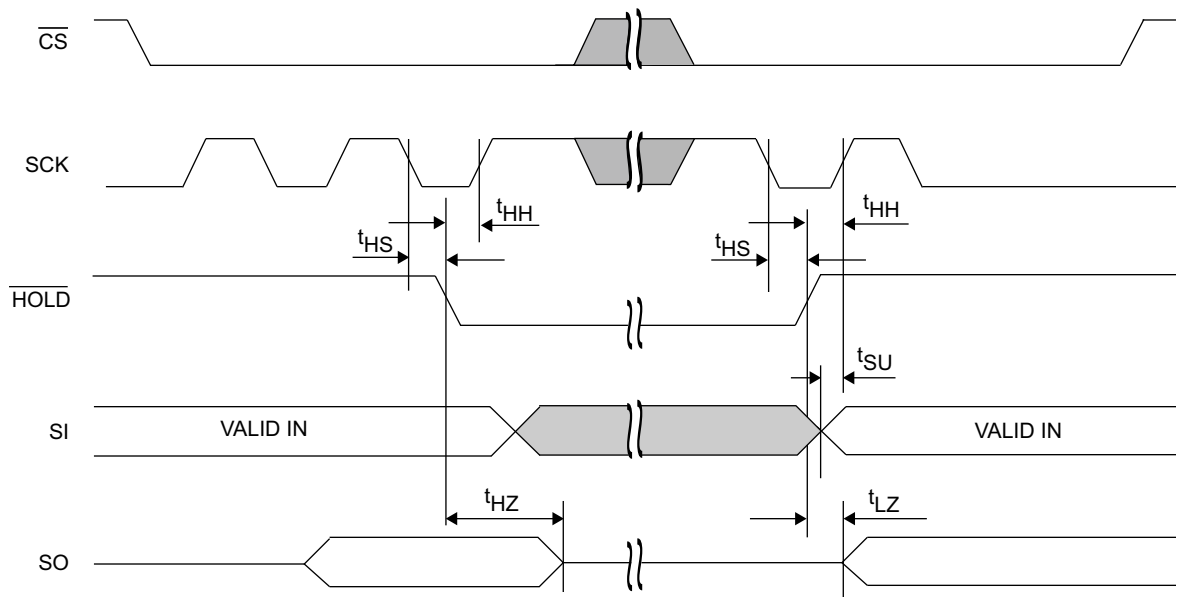 CS
SCK
tHH
tHH
tHS
tHS
HOLD
tSU
SI
VALID IN
VALID IN
tHZ
tLZ
SO